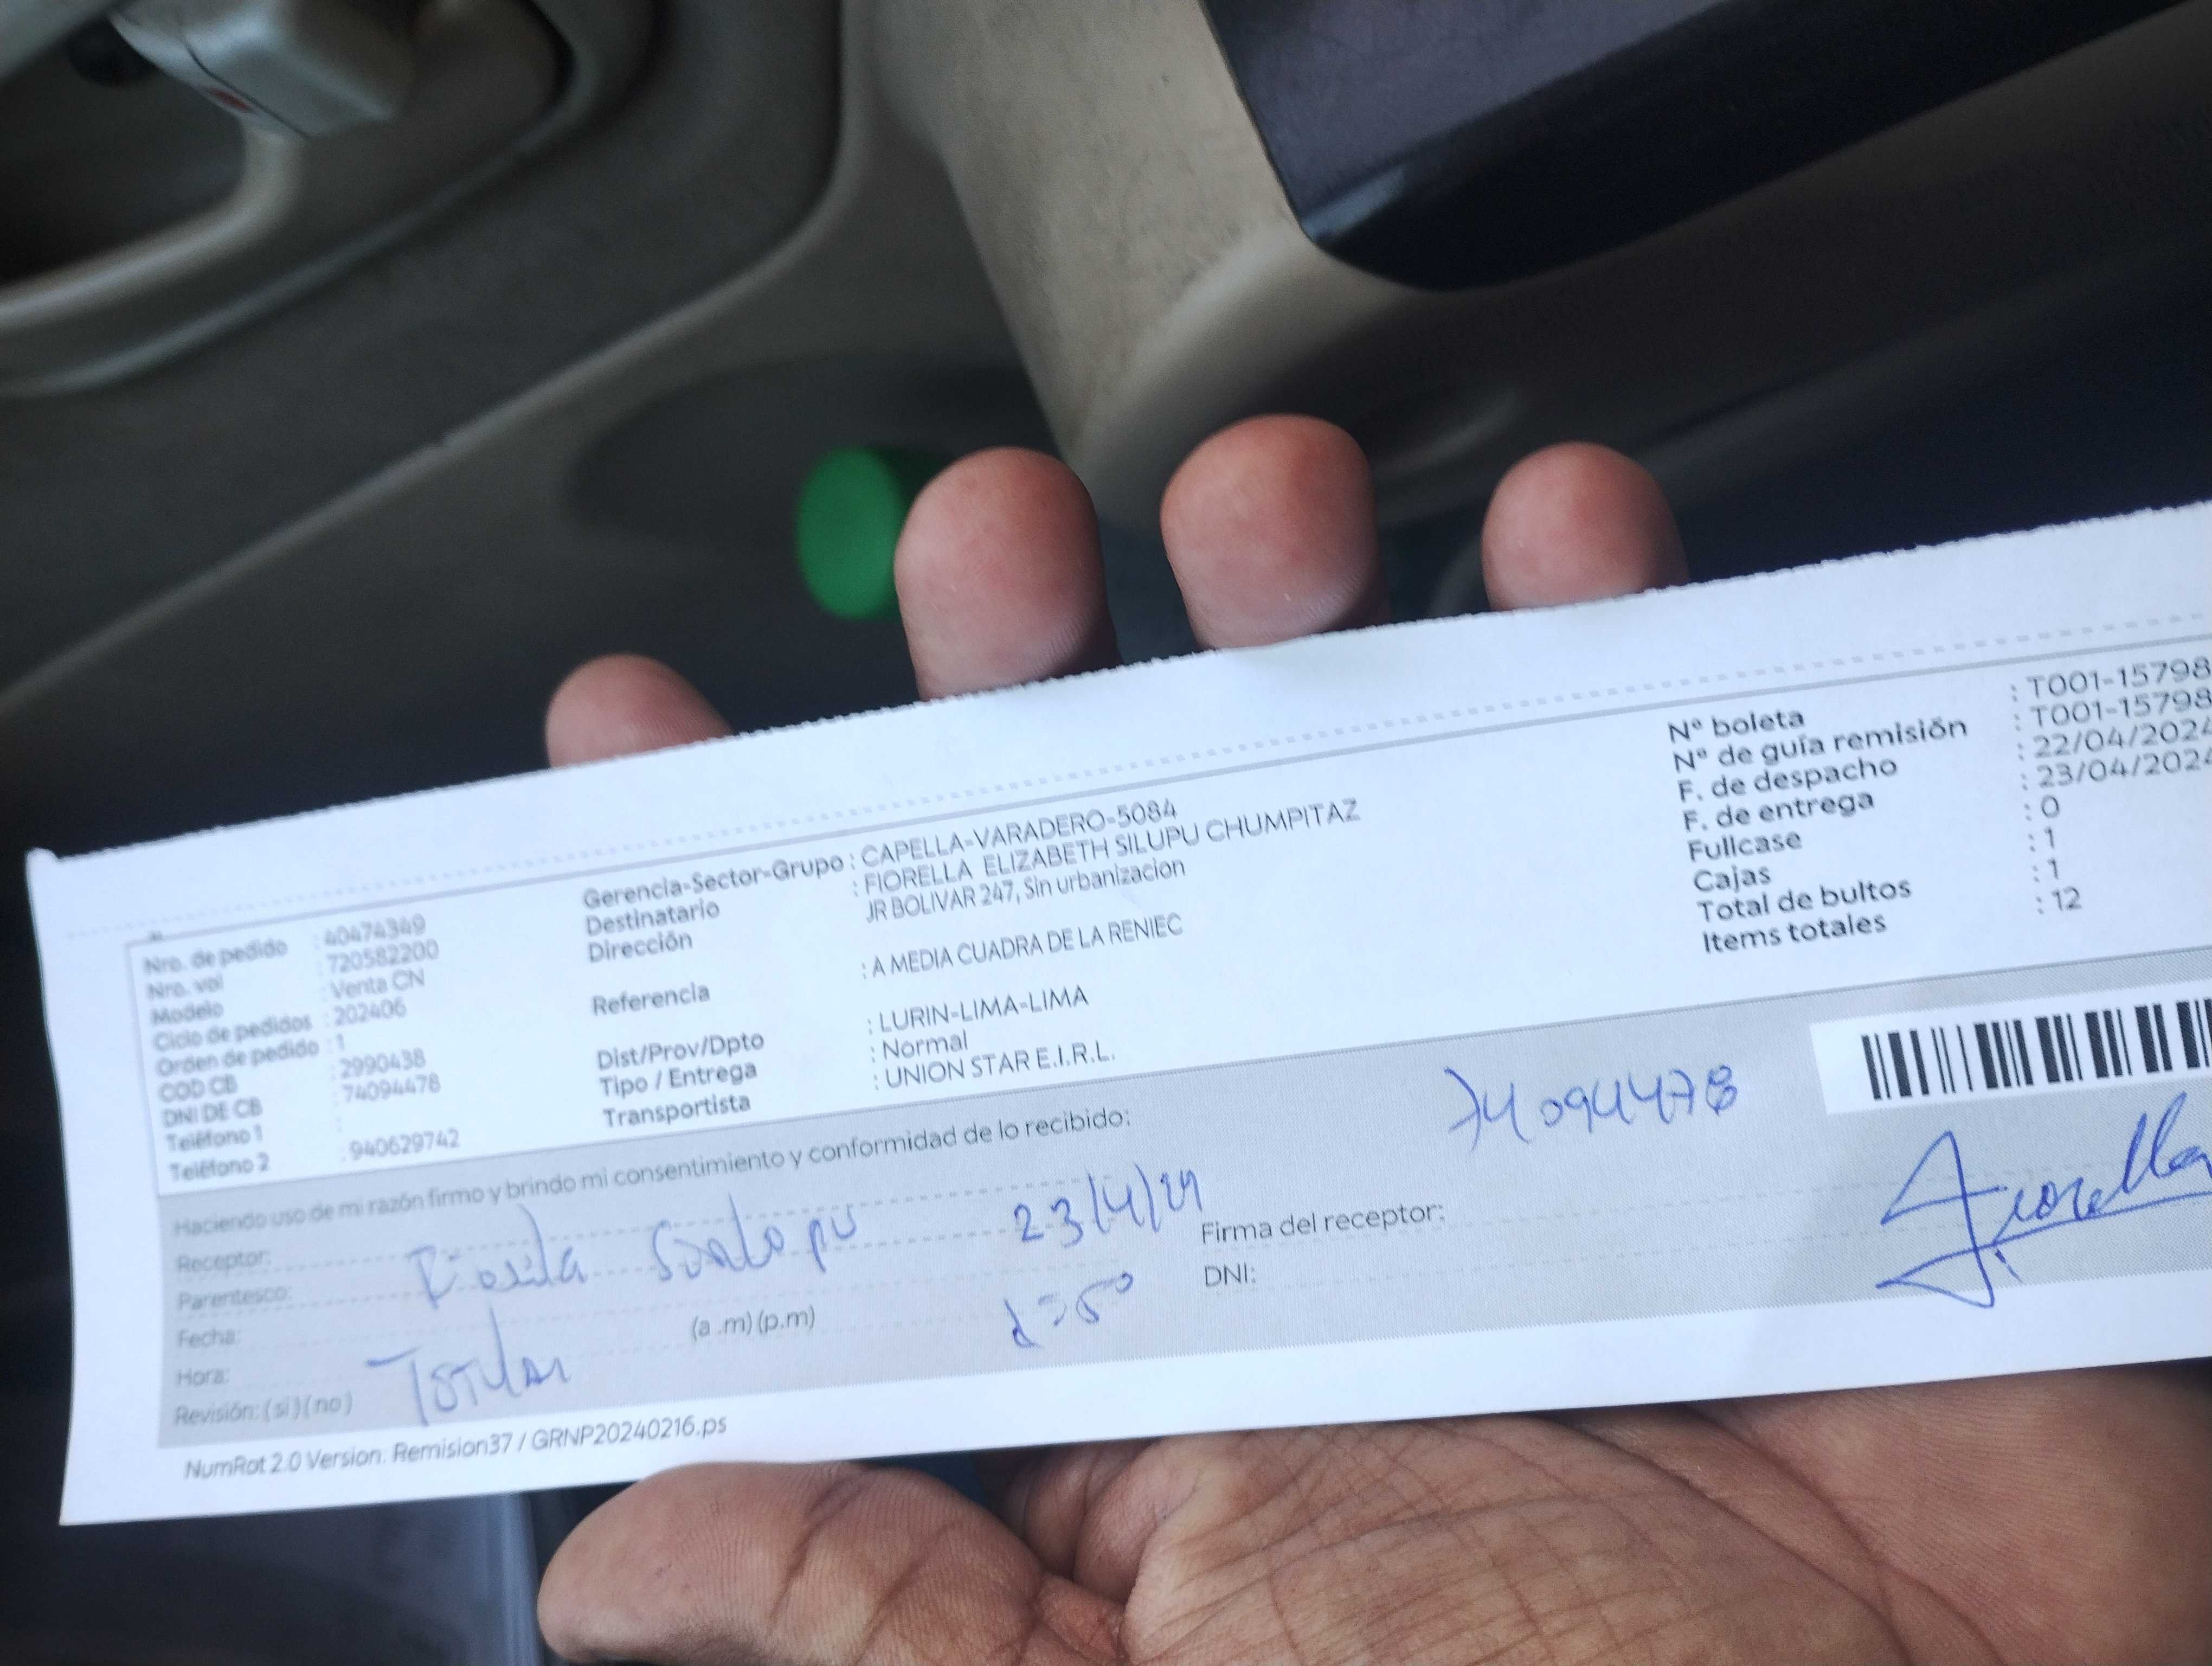 Nro. de pedido : 40474349
Nro. vol : 720582200
Modelo : Venta CN
Ciclo de pedidos : 202406
Orden de pedido : 1
COD CB : 2990438
DNI DE CB : 74094478
Teléfono 1 :
Teléfono 2 : 940629742
Gerencia-Sector-Grupo : CAPELLA-VARADERO-5084
Destinatario : FIORELLA ELIZABETH SILUPU CHUMPITAZ
Dirección JR BOLIVAR 247, Sin urbanizacion
Referencia : A MEDIA CUADRA DE LA RENIEC
Dist/Prov/Dpto : LURIN-LIMA-LIMA
Tipo / Entrega : Normal
Transportista : UNION STAR E.I.R.L.
N° boleta : T001-15798
N° de guía remisión : T001-15798
F. de despacho : 22/04/2024
F. de entrega : 23/04/2024
Fullcase : 0
Cajas : 1
Total de bultos : 1
Items totales : 12
Haciendo uso de mi razón firmo y brindo mi consentimiento y conformidad de lo recibido:
Receptor:
Parentesco:
Fecha: 23/4/24
Hora: (a .m) (p.m)
Revisión: ( si ) ( no ) Titular
Firma del receptor: Fiorella
DNI: 74094478
NumRot 2.0 Version: Remision37 / GRNP20240216.ps